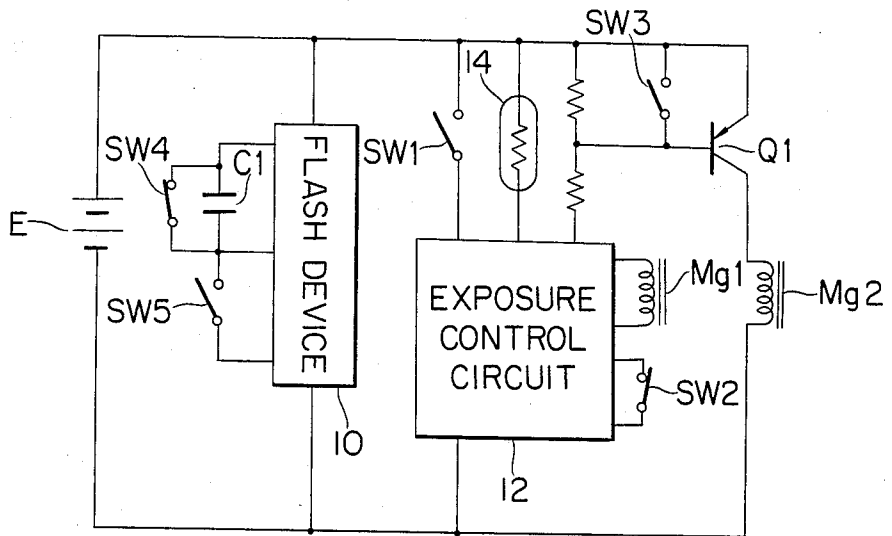 SW3
14
SW4
C1
SW1
Q1
E
FLASH DEVICE
SW5
Mg1
Mg2
EXPOSURE
CONTROL
CIRCUIT
SW2
10
12